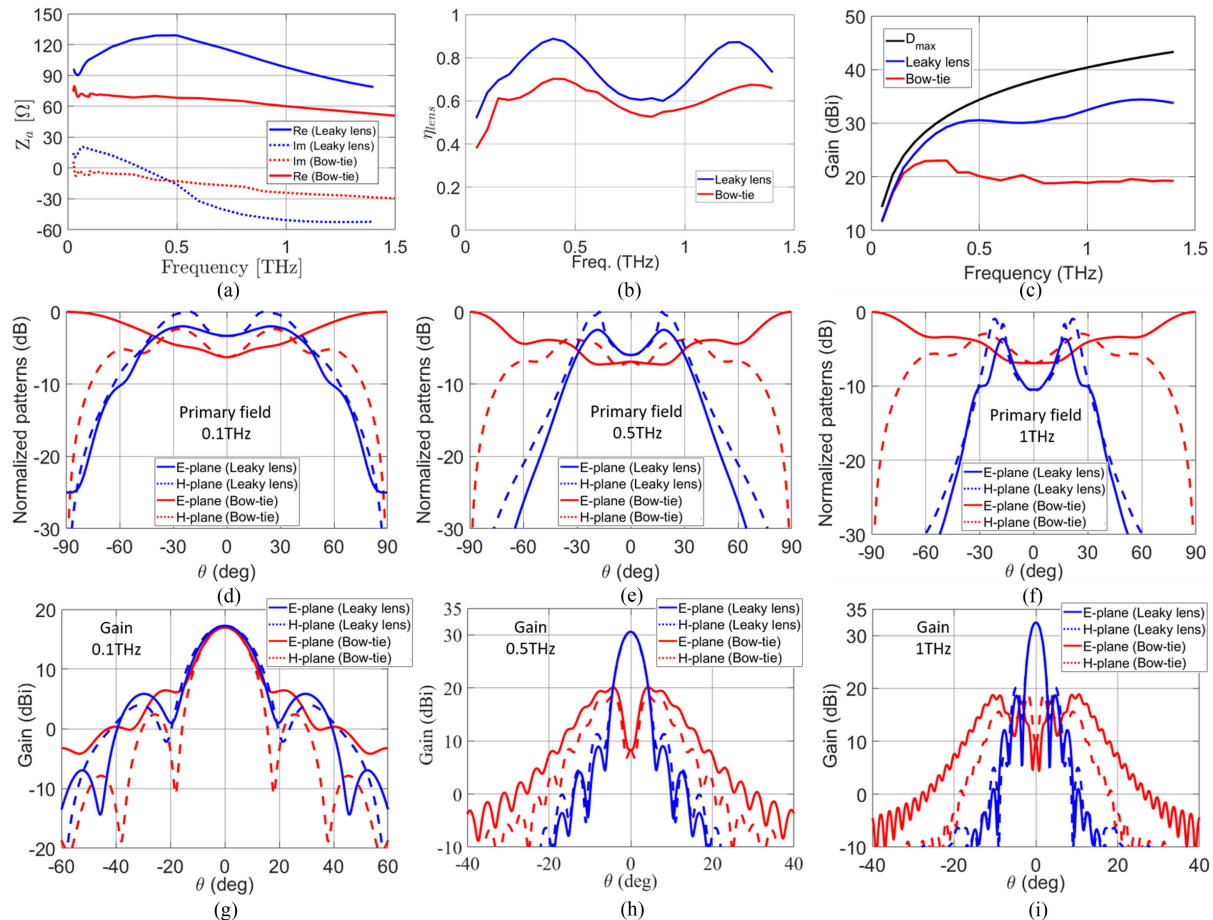 150
120
90
60
30
0
-30
-60
Z_a [Ω]
Re (Leaky lens)
Im (Leaky lens)
Im (Bow-tie)
Re (Bow-tie)
0 0.5 1 1.5
Frequency [THz]
(a)
1
0.8
0.6
0.4
0.2
0
η_lens
Leaky lens
Bow-tie
0 0.5 1 1.5
Freq. (THz)
(b)
50
40
30
20
10
Gain (dBi)
D_max
Leaky lens
Bow-tie
0 0.5 1 1.5
Frequency (THz)
(c)
0
-10
-20
-30
Normalized patterns (dB)
Primary field
0.1THz
E-plane (Leaky lens)
H-plane (Leaky lens)
E-plane (Bow-tie)
H-plane (Bow-tie)
-90 -60 -30 0 30 60 90
θ (deg)
(d)
0
-10
-20
-30
Normalized patterns (dB)
Primary field
0.5THz
E-plane (Leaky lens)
H-plane (Leaky lens)
E-plane (Bow-tie)
H-plane (Bow-tie)
-90 -60 -30 0 30 60 90
θ (deg)
(e)
0
-10
-20
-30
Normalized patterns (dB)
Primary field
1THz
E-plane (Leaky lens)
H-plane (Leaky lens)
E-plane (Bow-tie)
H-plane (Bow-tie)
-90 -60 -30 0 30 60 90
θ (deg)
(f)
20
10
0
-10
-20
Gain (dBi)
Gain
0.1THz
E-plane (Leaky lens)
H-plane (Leaky lens)
E-plane (Bow-tie)
H-plane (Bow-tie)
-60 -40 -20 0 20 40 60
θ (deg)
(g)
35
30
20
10
0
-10
Gain (dBi)
Gain
0.5THz
E-plane (Leaky lens)
H-plane (Leaky lens)
E-plane (Bow-tie)
H-plane (Bow-tie)
-40 -20 0 20 40
θ (deg)
(h)
35
30
20
10
0
-10
Gain (dBi)
Gain
1THz
E-plane (Leaky lens)
H-plane (Leaky lens)
E-plane (Bow-tie)
H-plane (Bow-tie)
-40 -20 0 20 40
θ (deg)
(i)